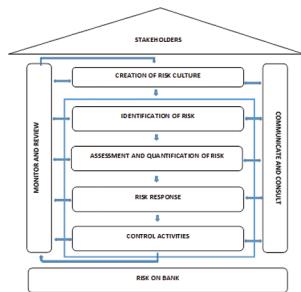 STAKEHOLDERS
CREATION OF RISK CULTURE
IDENTIFICATION OF RISK
ASSESSMENT AND QUANTIFICATION OF RISK
RISK RESPONSE
CONTROL ACTIVITIES
MONITOR AND REVIEW
COMMUNICATE AND CONSULT
RISK ON BANK